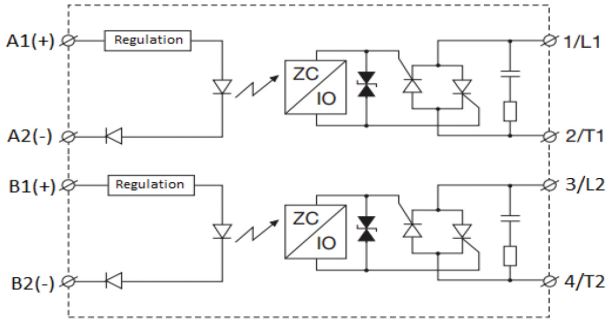 A1(+) Regulation 1/L1
ZC
IO
A2(-) 2/T1
B1(+) Regulation 3/L2
ZC
IO
B2(-) 4/T2